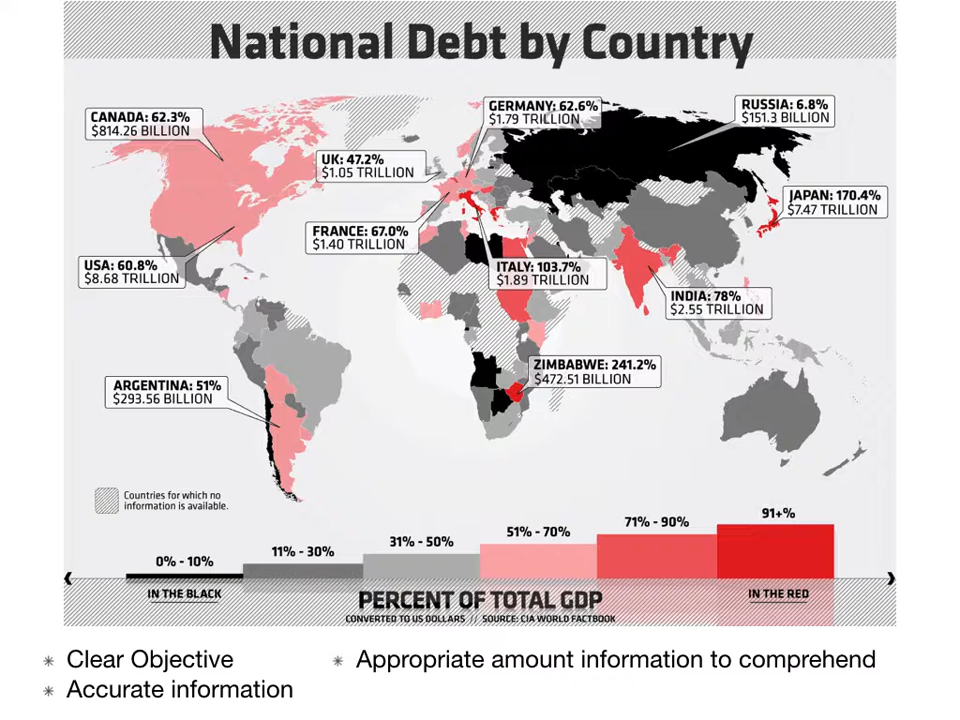 National Debt by Country
CANADA: 62.3%
$814.26 BILLION
GERMANY: 62.6%
$1.79 TRILLION
RUSSIA: 6.8%
$151.3 BILLION
UK: 47.2%
$1.05 TRILLION
JAPAN: 170.4%
$7.47 TRILLION
FRANCE: 67.0%
$1.40 TRILLION
USA: 60.8%
$8.68 TRILLION
ITALY: 103.7%
$1.89 TRILLION
INDIA: 78%
$2.55 TRILLION
ZIMBABWE: 241.2%
$472.51 BILLION
ARGENTINA: 51%
$293.56 BILLION
Countries for which no
information is available.
0% - 10%
11% - 30%
31% - 50%
51% - 70%
71% - 90%
91+%
IN THE BLACK
PERCENT OF TOTAL GDP
IN THE RED
CONVERTED TO US DOLLARS // SOURCE: CIA WORLD FACTBOOK
✳ Clear Objective
✳ Appropriate amount information to comprehend
✳ Accurate information